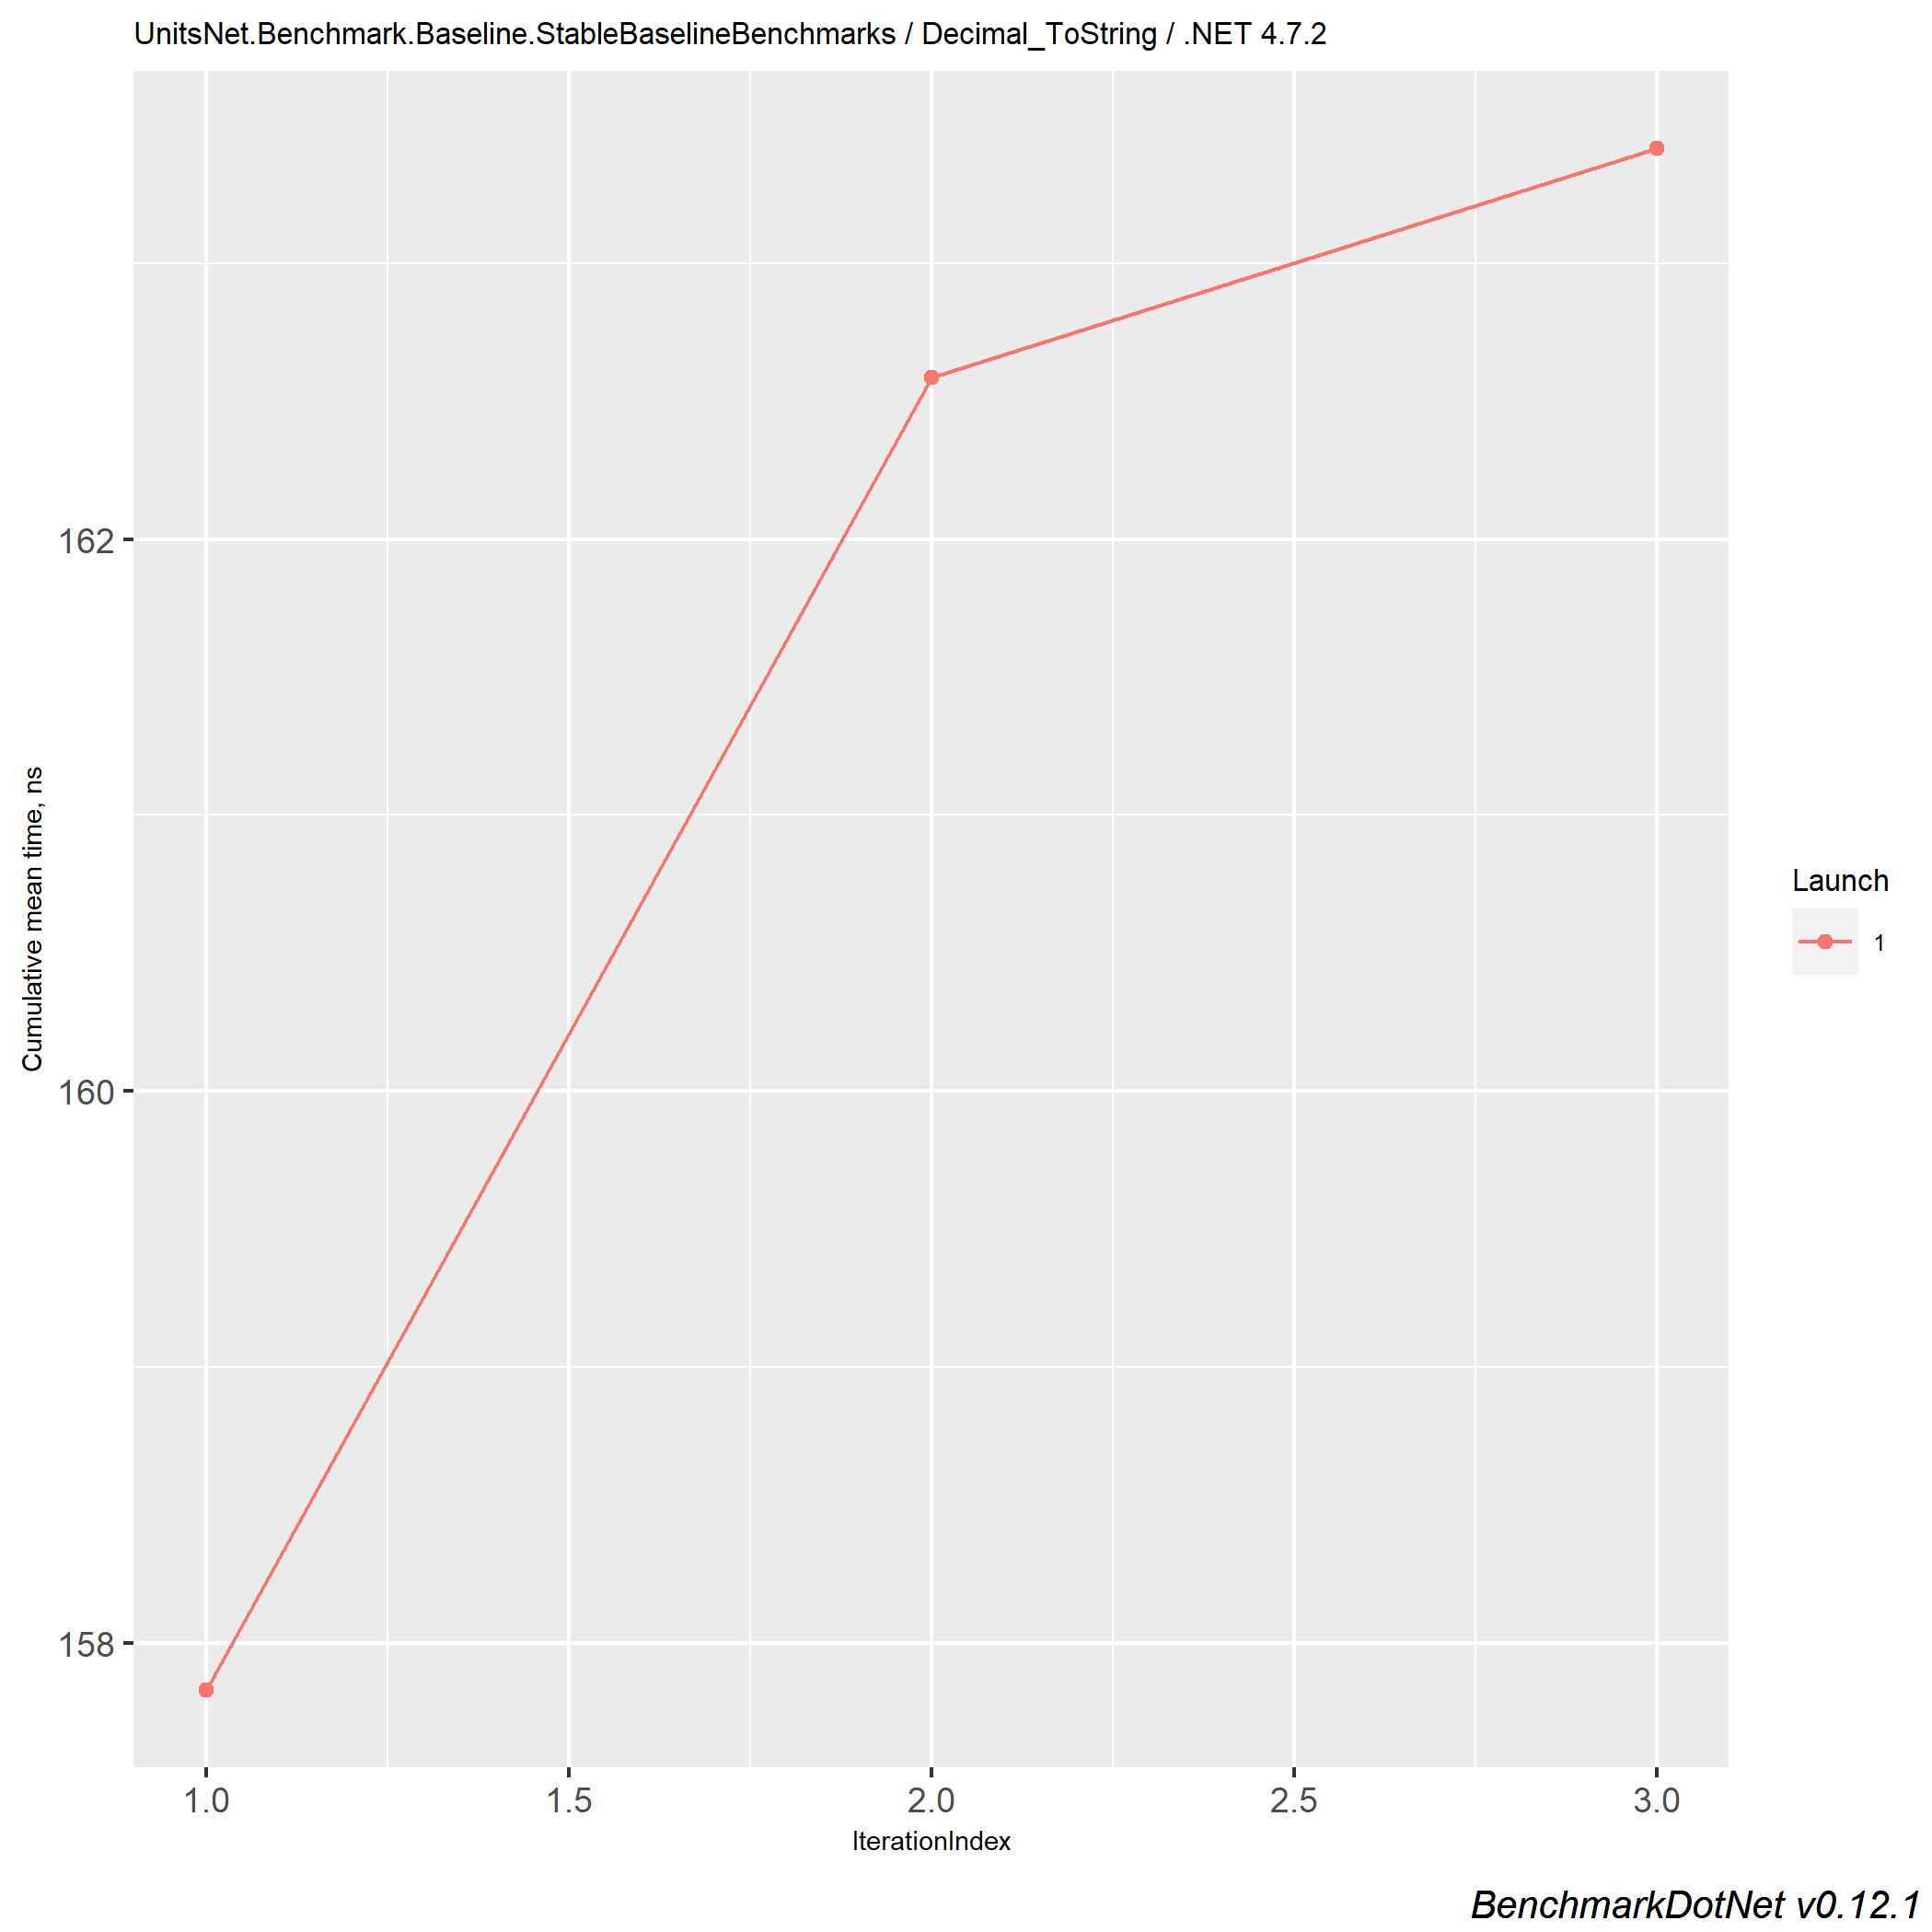 UnitsNet.Benchmark.Baseline.StableBaselineBenchmarks / Decimal_ToString / .NET 4.7.2
Cumulative mean time, ns
162
160
158
1.0 1.5 2.0 2.5 3.0
IterationIndex
Launch
1
BenchmarkDotNet v0.12.1